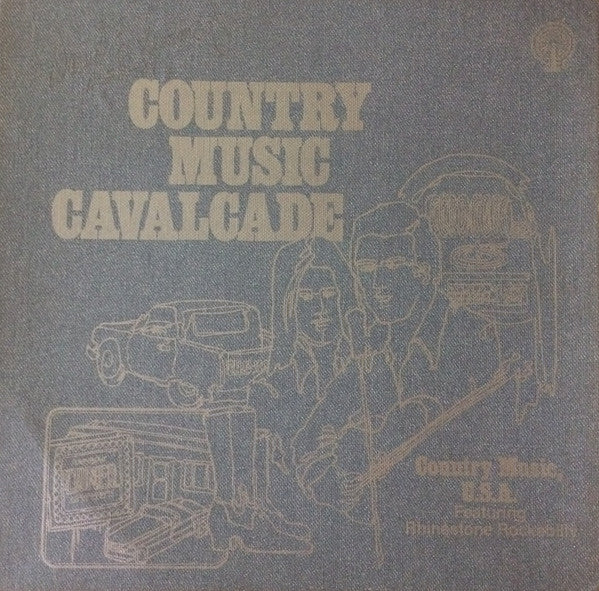 COUNTRY
MUSIC
CAVALCADE
Country Music,
U.S.A.
Featuring
Rhinestone Rockabilly